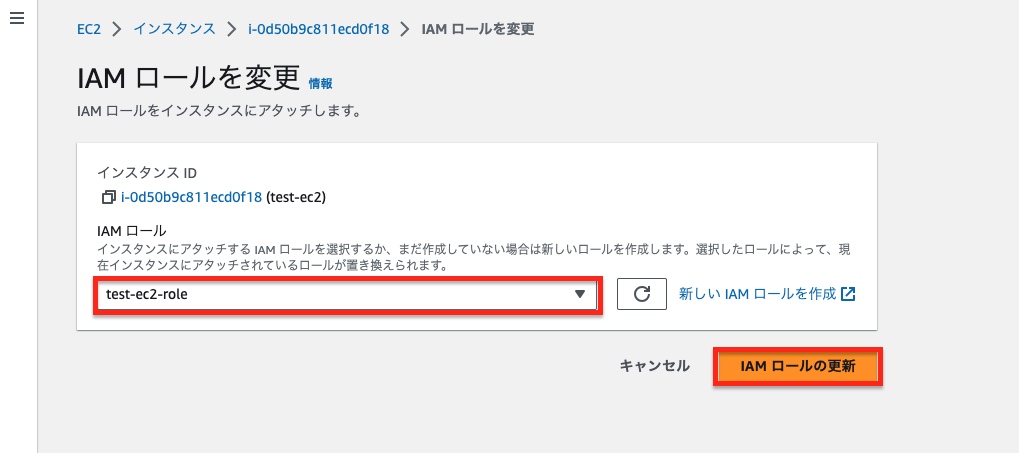 EC2 > インスタンス > i-0d50b9c811ecd0f18 > IAM ロールを変更
IAM ロールを変更 情報
IAM ロールをインスタンスにアタッチします。
インスタンス ID
i-0d50b9c811ecd0f18 (test-ec2)
IAM ロール
インスタンスにアタッチする IAM ロールを選択するか、まだ作成していない場合は新しいロールを作成します。選択したロールによって、現
在インスタンスにアタッチされているロールが置き換えられます。
test-ec2-role 新しい IAM ロールを作成
キャンセル IAM ロールの更新